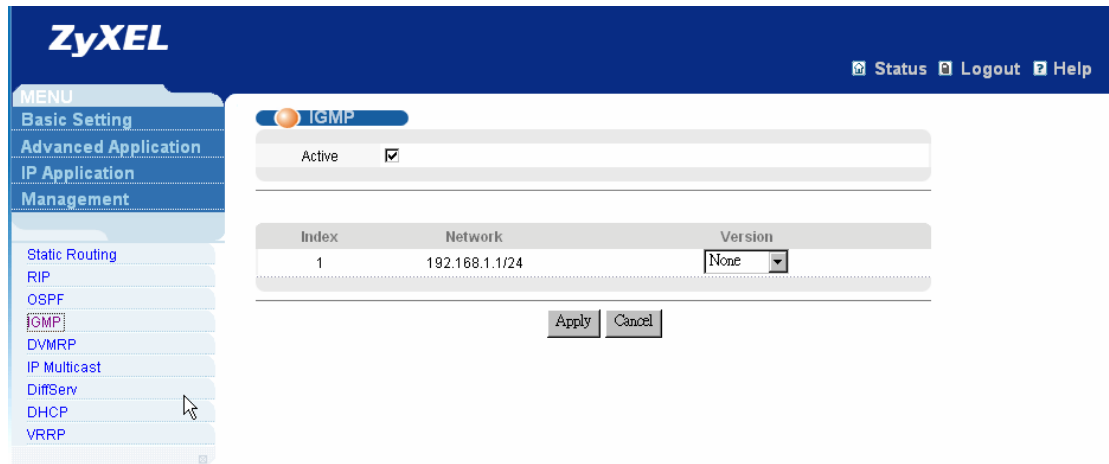 ZyXEL
Status Logout Help
MENU
Basic Setting
Advanced Application
IP Application
Management
Static Routing
RIP
OSPF
IGMP
DVMRP
IP Multicast
DiffServ
DHCP
VRRP
IGMP
Active
Index Network Version
1 192.168.1.1/24 None
Apply Cancel